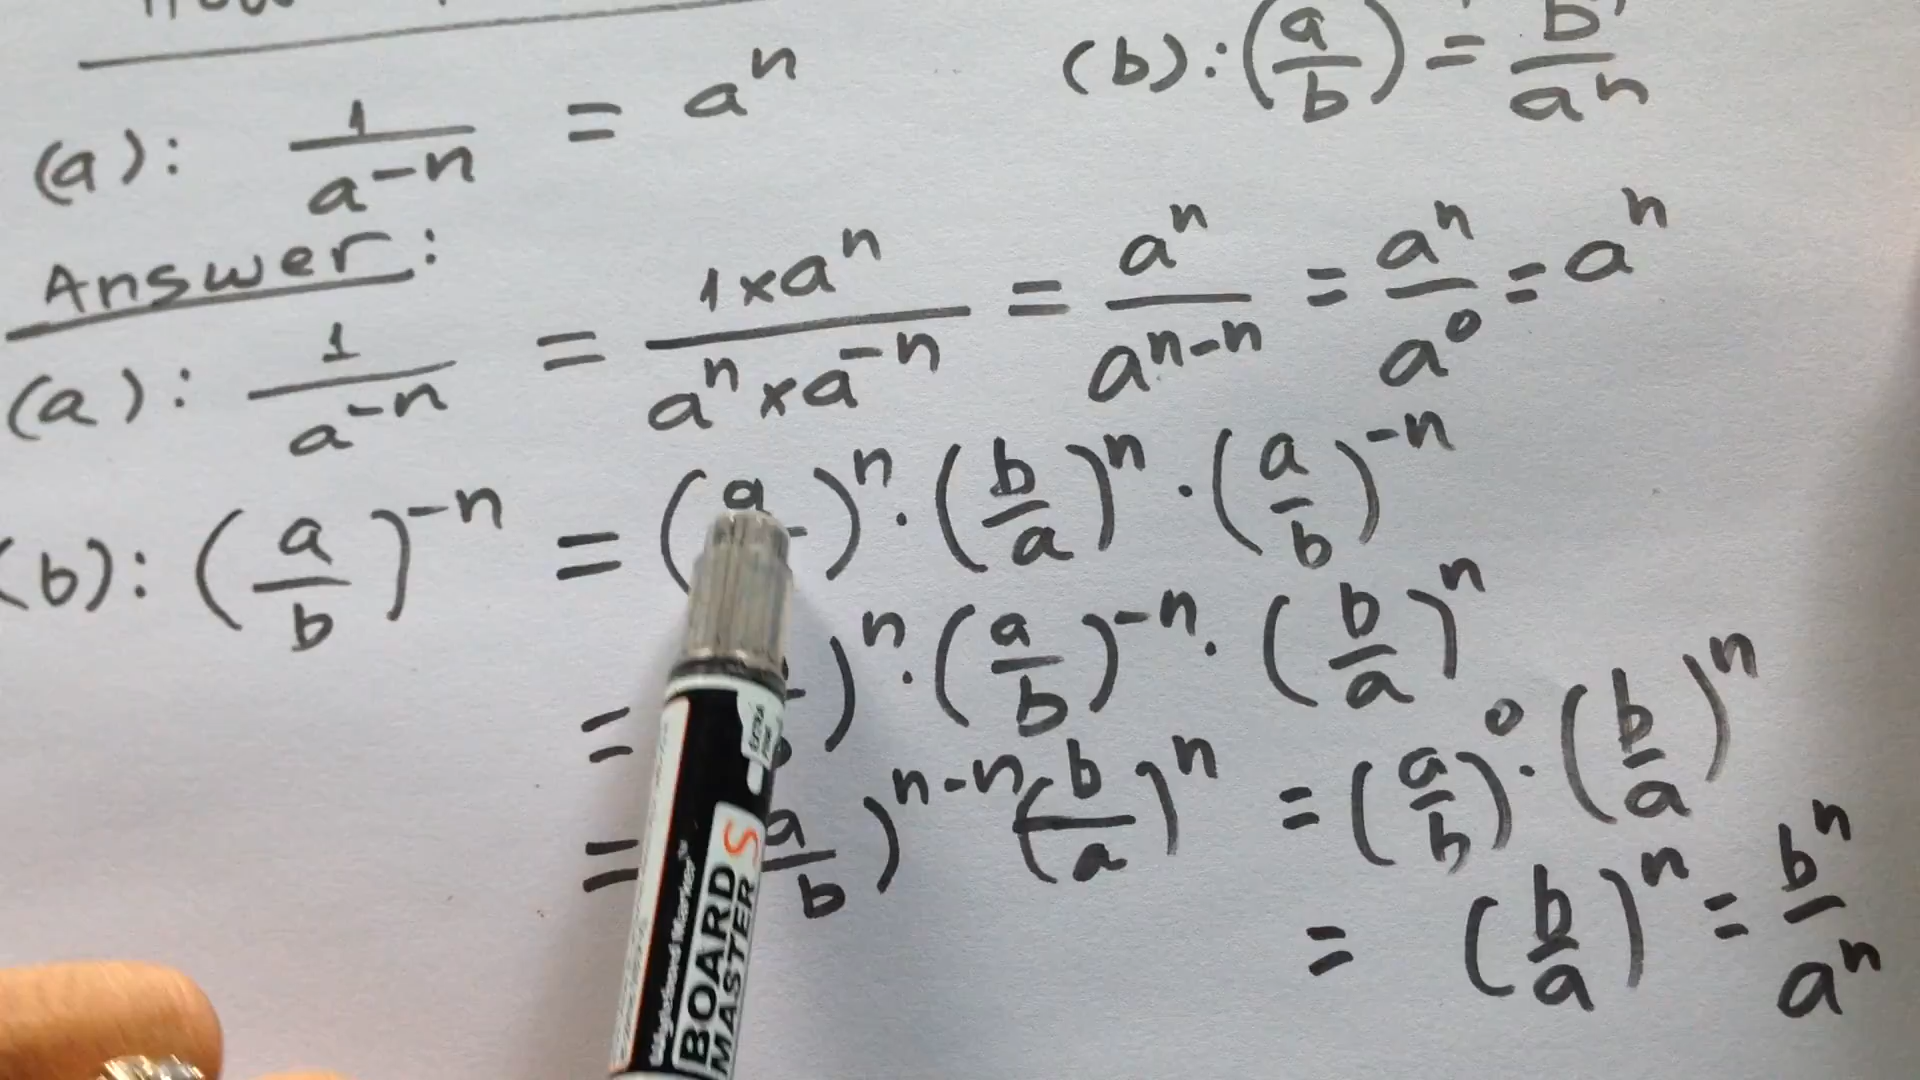 (a): 1/a^-n = a^n
(b): (a/b) = b/a^n
Answer:
(a): 1/a^-n = 1×a^n / a^n×a^-n = a^n/a^n-n = a^n/a^0 = a^n
(b): (a/b)^-n = (a )^n · (b/a)^n · (a/b)^-n
= )^n · (a/b)^-n · (b/a)^n
= a/b)^n-n (b/a)^n = (a/b)^0 · (b/a)^n
= (b/a)^n = b^n/a^n
BOARD
MASTER S